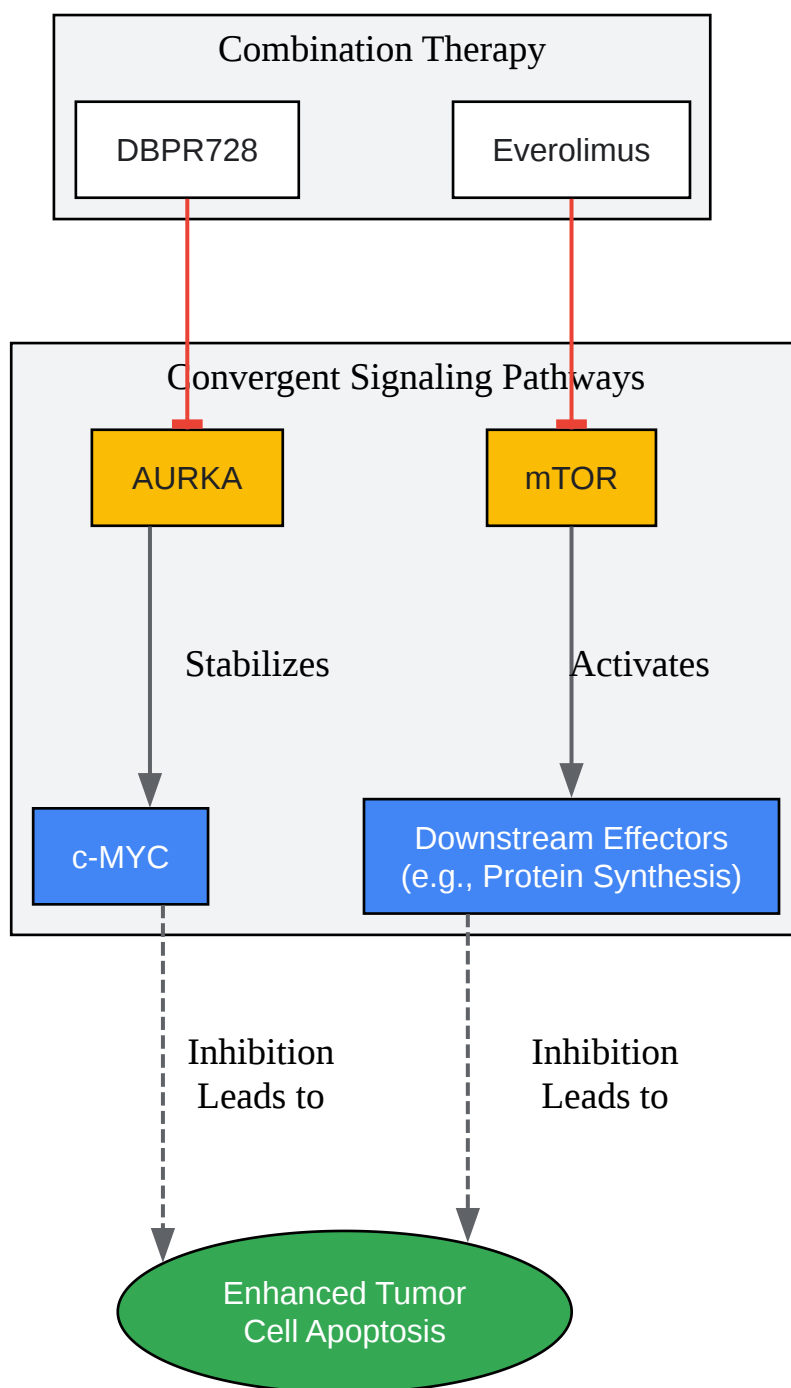 Combination Therapy
DBPR728
Everolimus
Convergent Signaling Pathways
AURKA
mTOR
Stabilizes
Activates
c-MYC
Downstream Effectors
(e.g., Protein Synthesis)
Inhibition
Leads to
Inhibition
Leads to
Enhanced Tumor
Cell Apoptosis